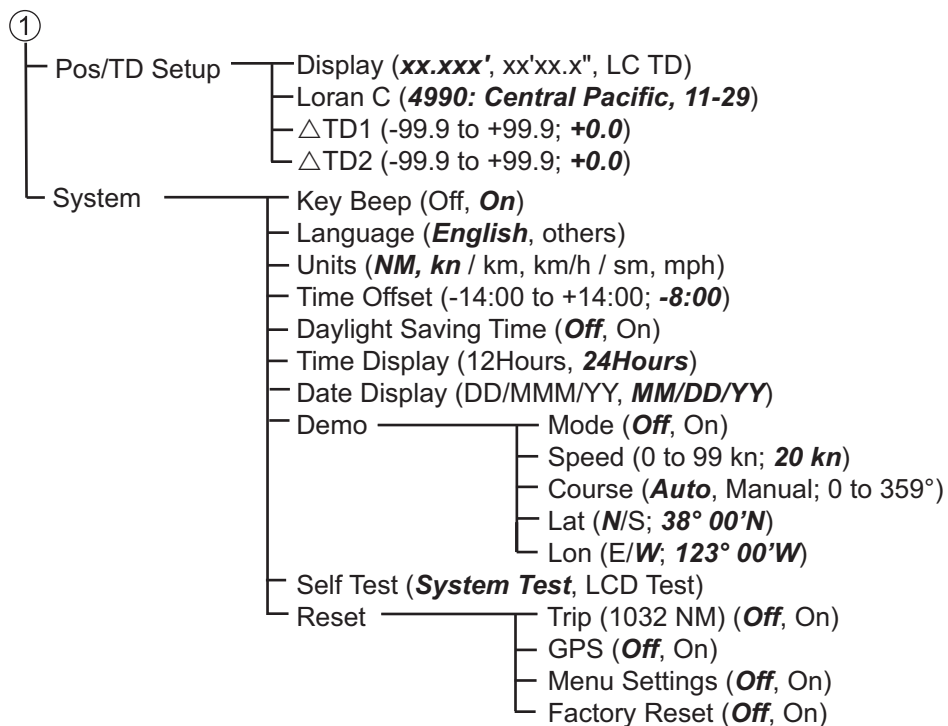 1
Pos/TD Setup
Display (xx.xxx', xx'xx.x", LC TD)
Loran C (4990: Central Pacific, 11-29)
△TD1 (-99.9 to +99.9; +0.0)
△TD2 (-99.9 to +99.9; +0.0)
System
Key Beep (Off, On)
Language (English, others)
Units (NM, kn / km, km/h / sm, mph)
Time Offset (-14:00 to +14:00; -8:00)
Daylight Saving Time (Off, On)
Time Display (12Hours, 24Hours)
Date Display (DD/MMM/YY, MM/DD/YY)
Demo
Mode (Off, On)
Speed (0 to 99 kn; 20 kn)
Course (Auto, Manual; 0 to 359°)
Lat (N/S; 38° 00’N)
Lon (E/W; 123° 00’W)
Self Test (System Test, LCD Test)
Reset
Trip (1032 NM) (Off, On)
GPS (Off, On)
Menu Settings (Off, On)
Factory Reset (Off, On)